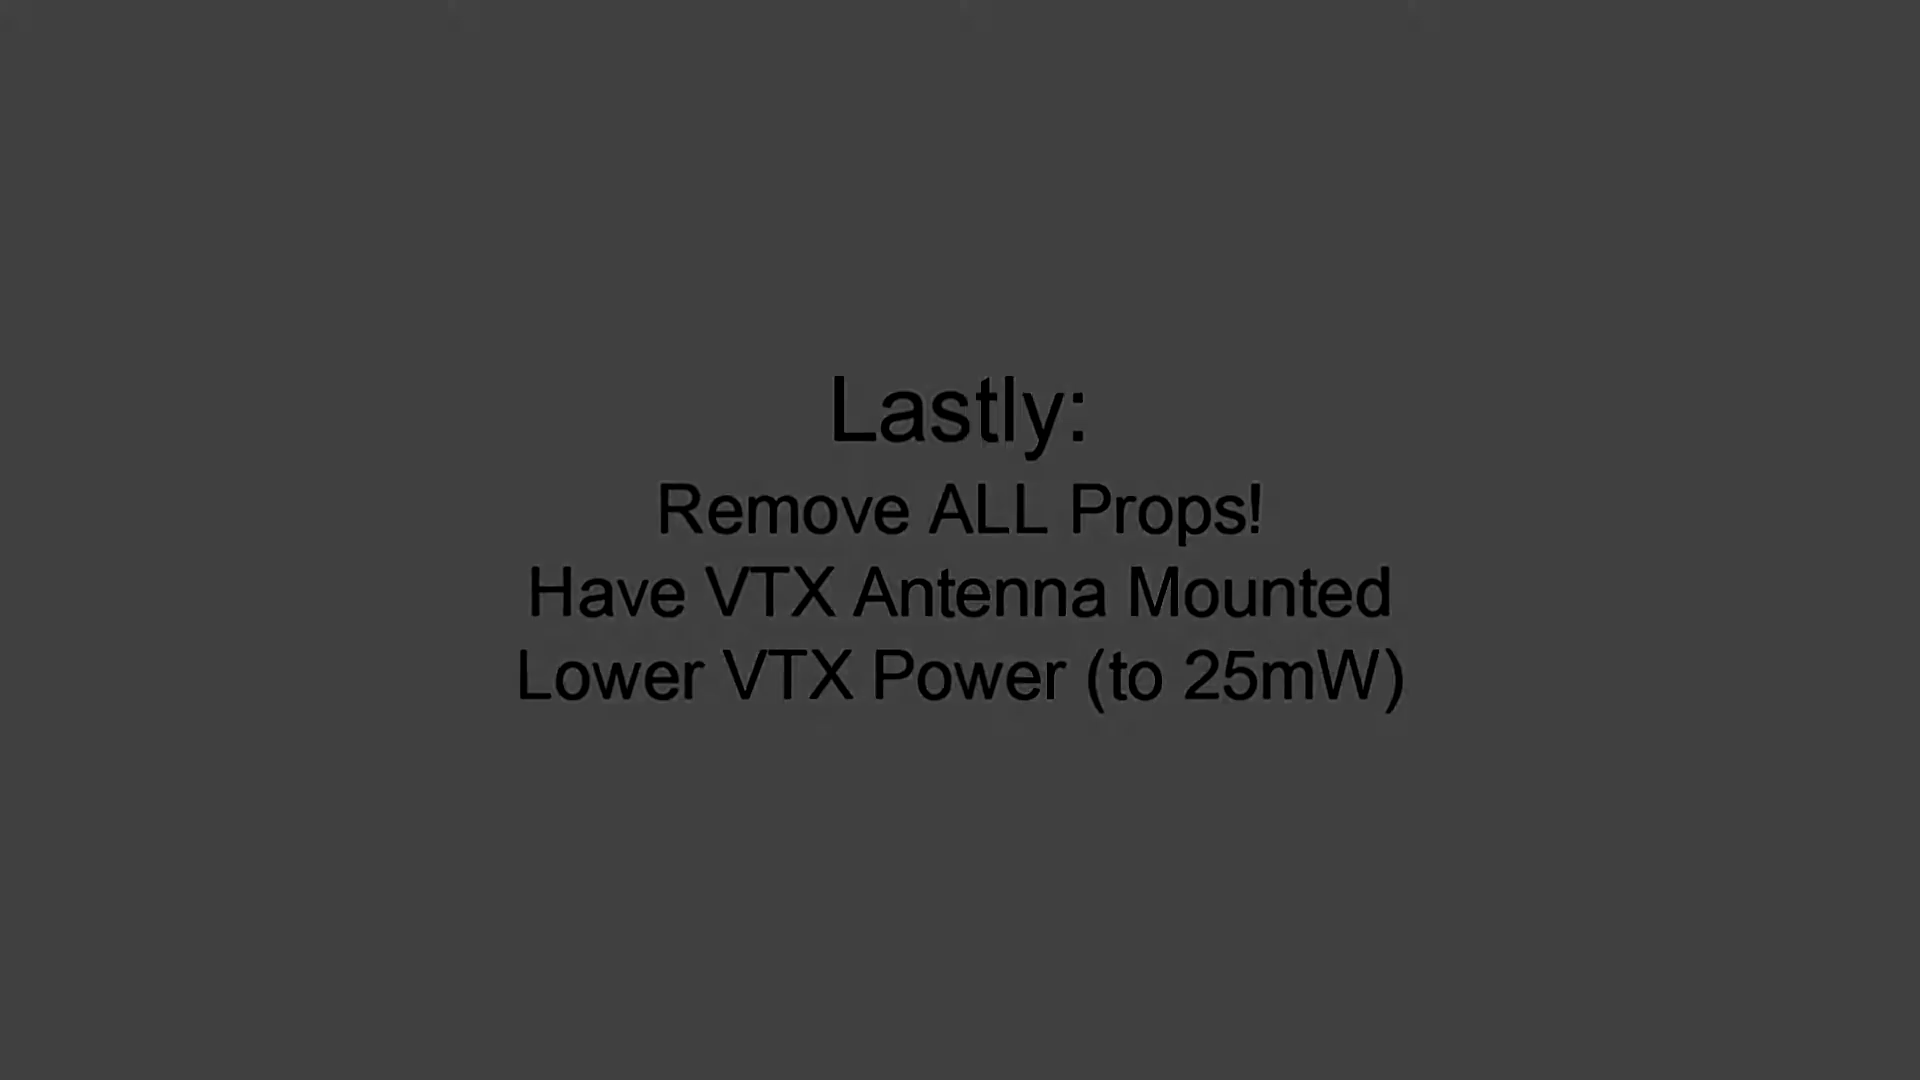 Lastly:
Remove ALL Props!
Have VTX Antenna Mounted
Lower VTX Power (to 25mW)